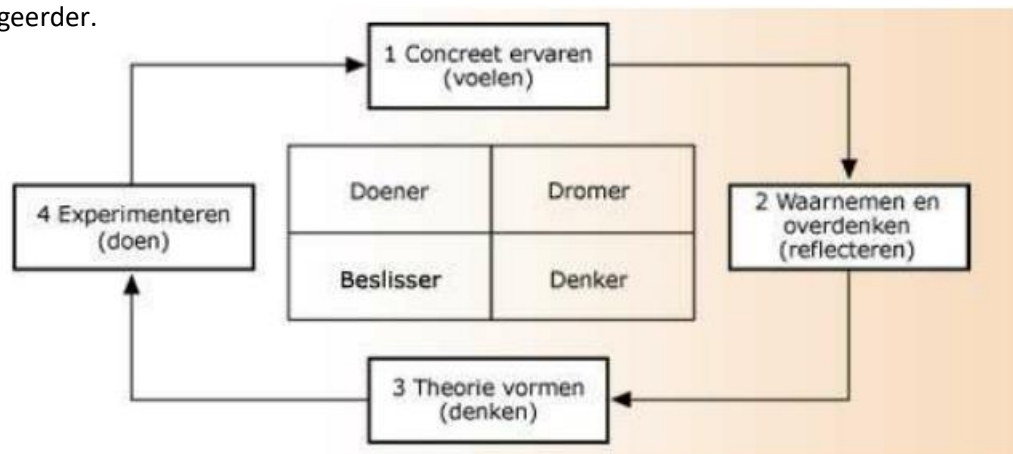 geerder.
1 Concreet ervaren
(voelen)
Doener
Dromer
4 Experimenteren
(doen)
2 Waarnemen en
overdenken
(reflecteren)
Beslisser
Denker
3 Theorie vormen
(denken)